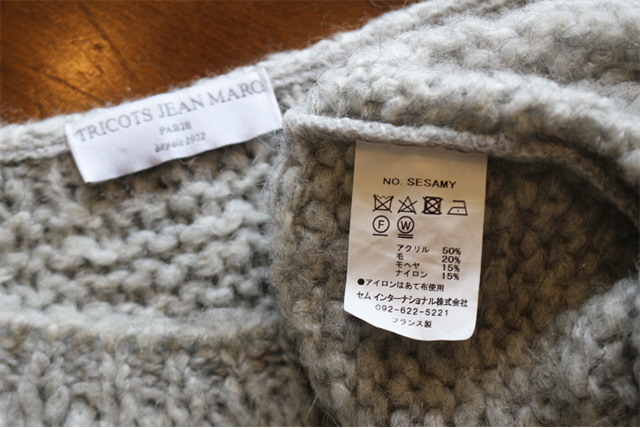 TRICOTS JEAN MARC
PARIS
depuis 1972
NO. SESAMY
F W
アクリル 50%
毛 20%
モヘヤ 15%
ナイロン 15%
●アイロンはあて布使用
セム インターナショナル株式会社
092-622-5221
フランス製